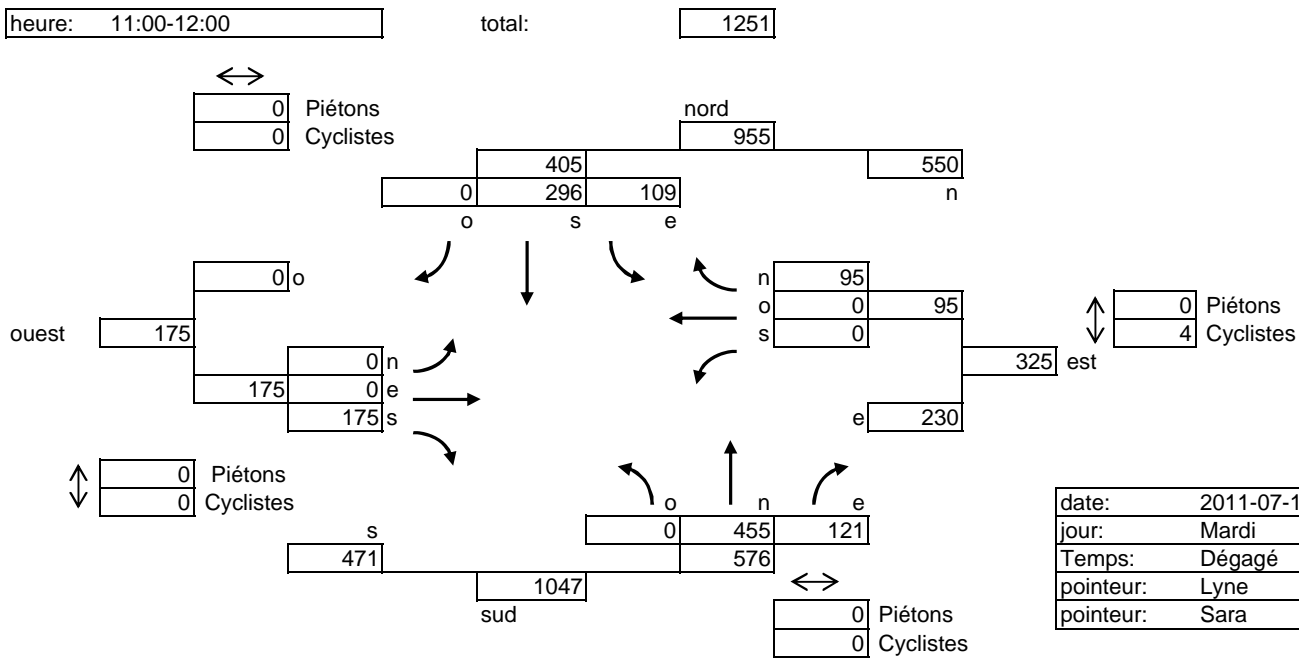 heure: 11:00-12:00 total: 1251
0 Piétons nord
0 Cyclistes 955
405 550
0 296 109 n
o s e
0 o n 95
o 0 95 0 Piétons
ouest 175 s 0 4 Cyclistes
0 n 325 est
175 0 e
175 s e 230
0 Piétons
0 Cyclistes o n e date: 2011-07-1
s 0 455 121 jour: Mardi
471 576 Temps: Dégagé
1047 pointeur: Lyne
sud 0 Piétons pointeur: Sara
0 Cyclistes